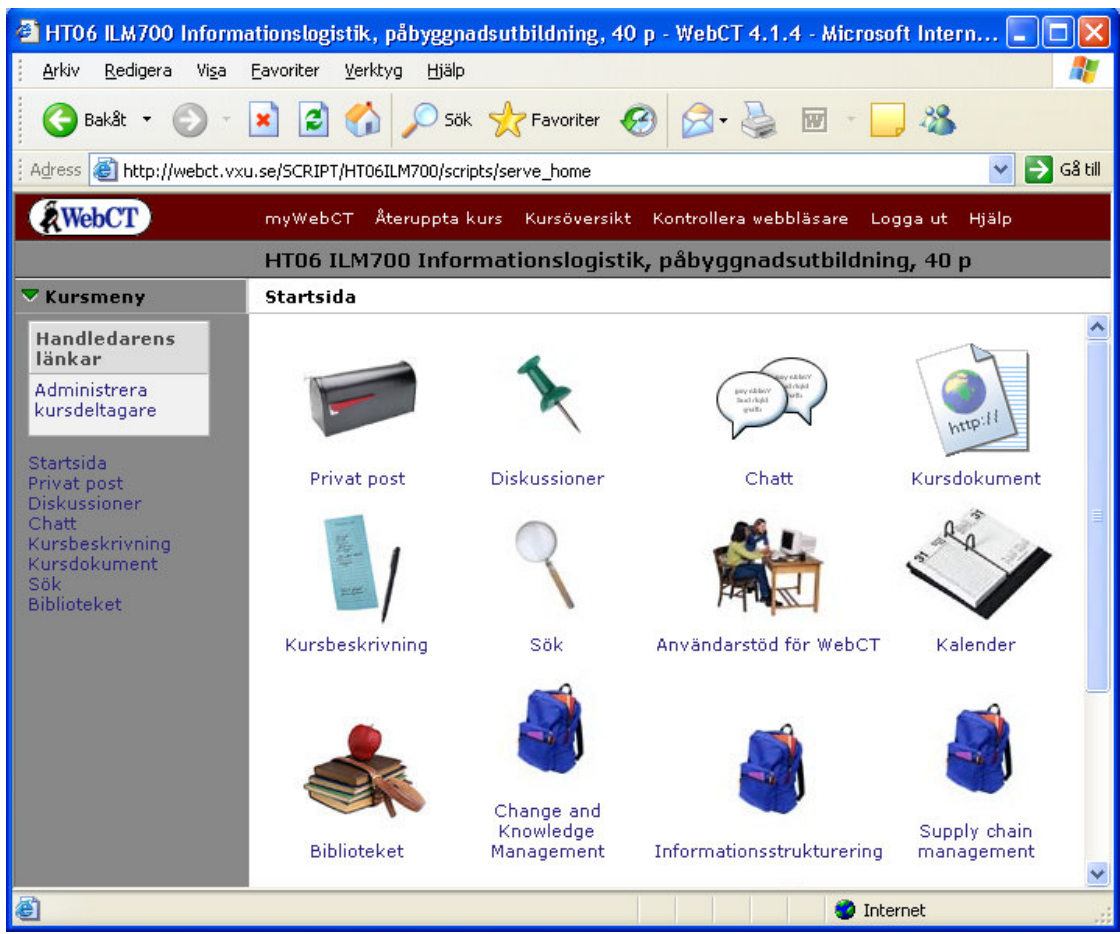 HT06 ILM700 Informationslogistik, påbyggnadsutbildning, 40 p - WebCT 4.1.4 - Microsoft Intern...
Arkiv Redigera Visa Favoriter Verktyg Hjälp
Bakåt Sök Favoriter
Adress http://webct.vxu.se/SCRIPT/HT06ILM700/scripts/serve_home Gå till
WebCT myWebCT Återuppta kurs Kursöversikt Kontrollera webbläsare Logga ut Hjälp
HT06 ILM700 Informationslogistik, påbyggnadsutbildning, 40 p
Kursmeny
Startsida
Handledarens
länkar
Administrera
kursdeltagare
Startsida
Privat post
Diskussioner
Chatt
Kursbeskrivning
Kursdokument
Sök
Biblioteket
http://
Privat post Diskussioner Chatt Kursdokument
31 31
Kursbeskrivning Sök Användarstöd för WebCT Kalender
Biblioteket
Change and
Knowledge
Management
Informationsstrukturering
Supply chain
management
Internet